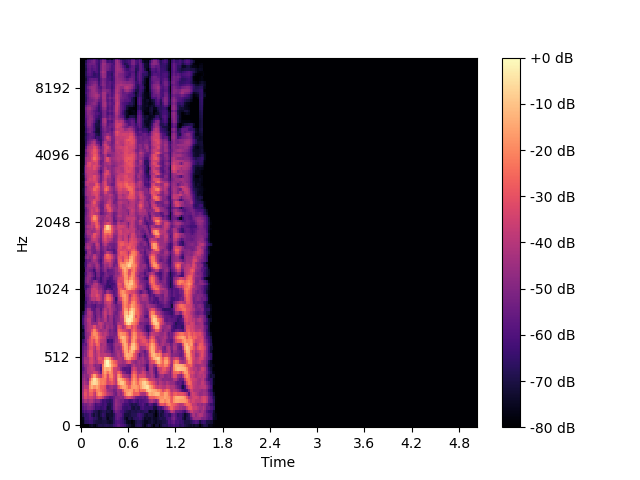 8192
4096
2048
1024
512
0
Hz
0 0.6 1.2 1.8 2.4 3 3.6 4.2 4.8
Time
+0 dB
-10 dB
-20 dB
-30 dB
-40 dB
-50 dB
-60 dB
-70 dB
-80 dB